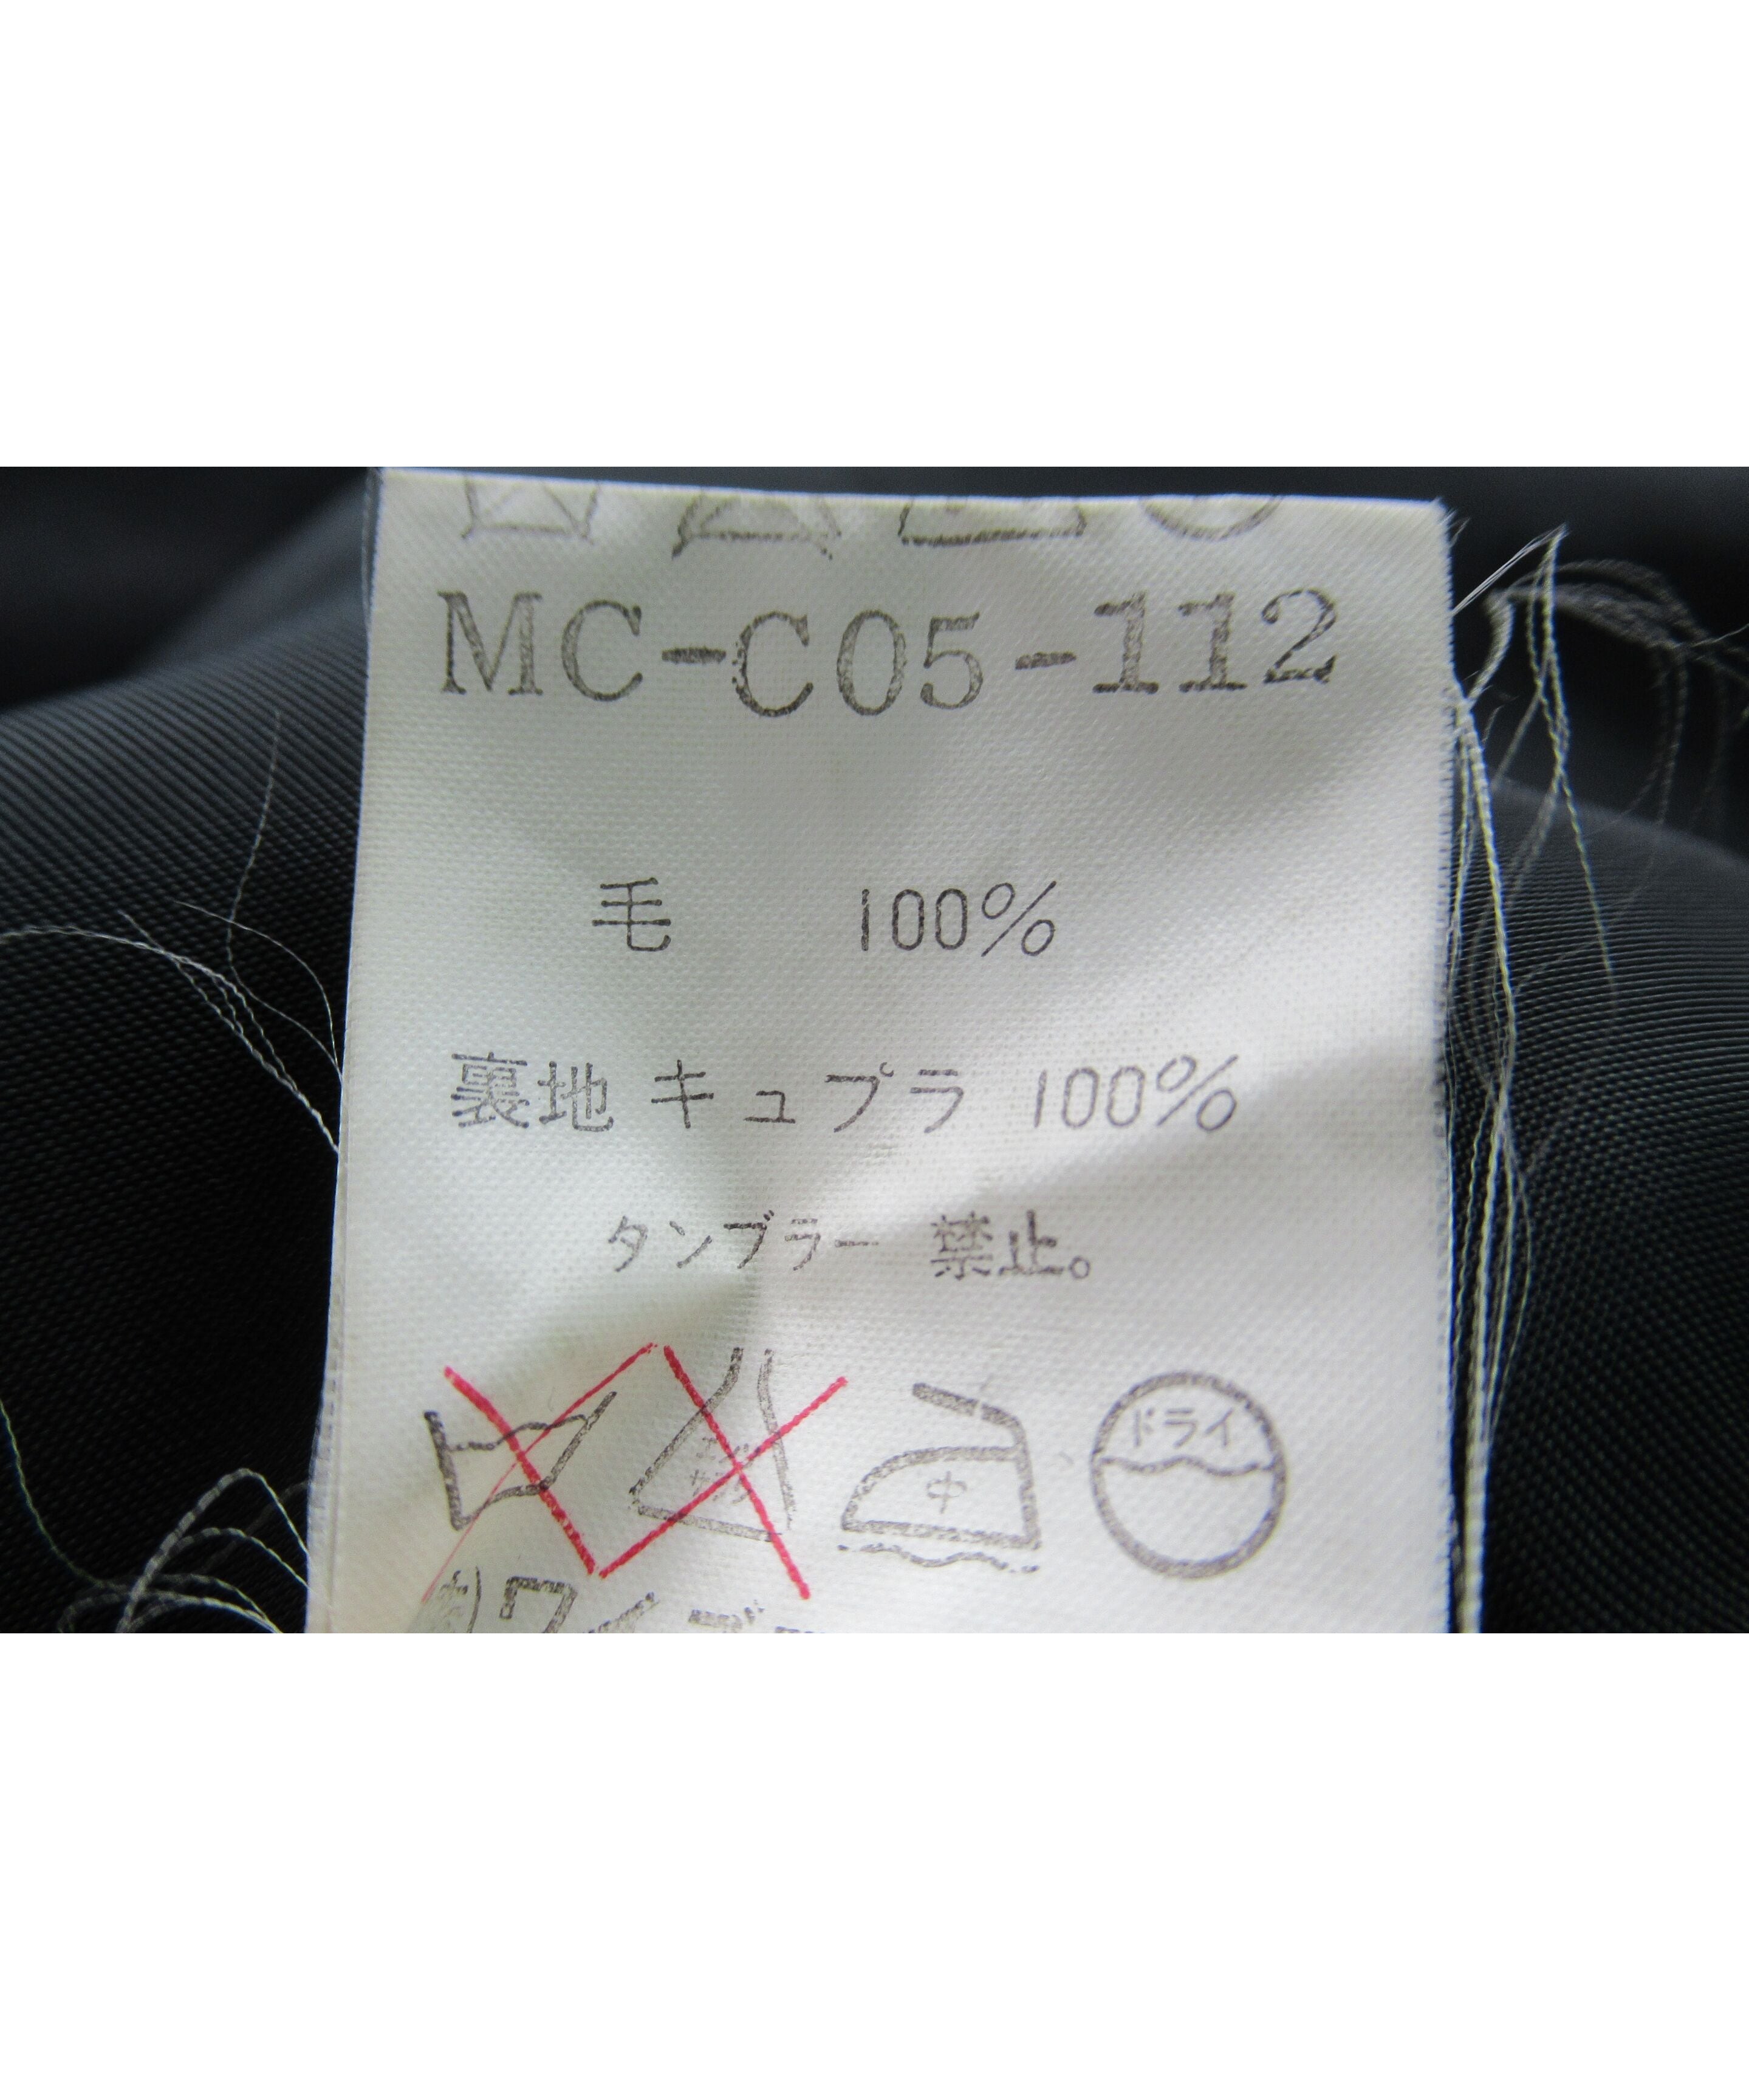 MC-C05-112
毛 100%
裏地 キュプラ 100%
タンブラー 禁止。
中
ドライ